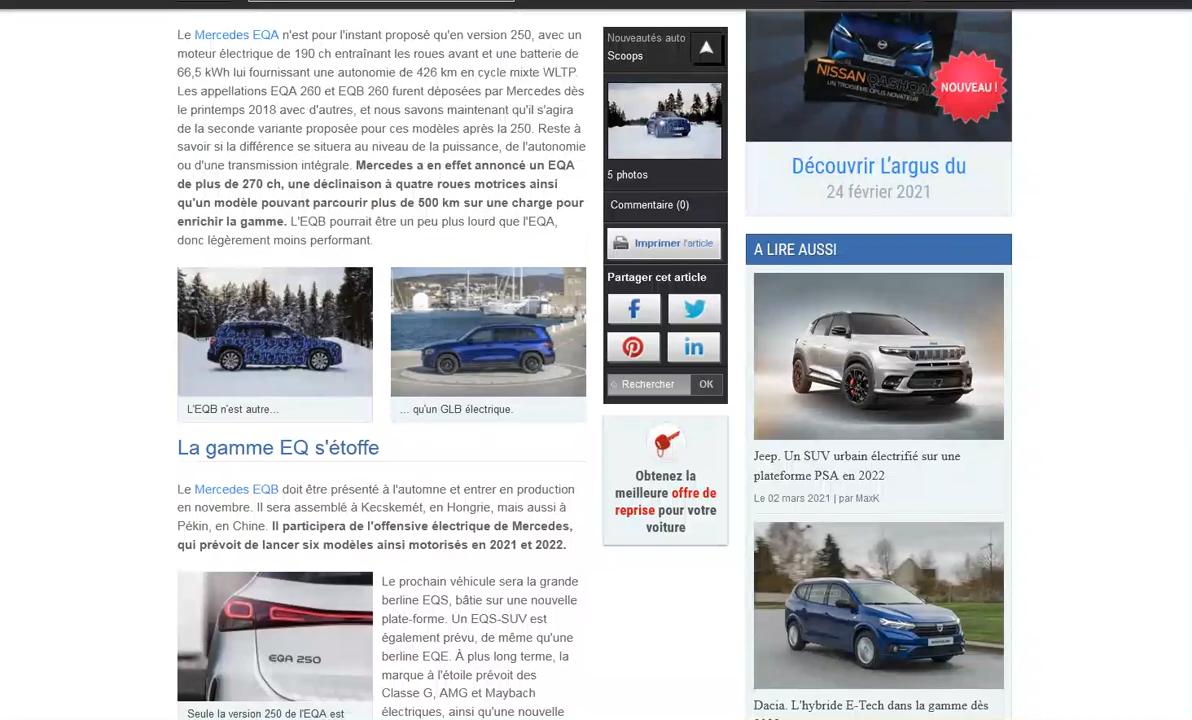 Le Mercedes EQA n'est pour l'instant proposé qu'en version 250, avec un
moteur électrique de 190 ch entraînant les roues avant et une batterie de
66,5 kWh lui fournissant une autonomie de 426 km en cycle mixte WLTP.
Les appellations EQA 260 et EQB 260 furent déposées par Mercedes dès
le printemps 2018 avec d'autres, et nous savons maintenant qu'il s'agira
de la seconde variante proposée pour ces modèles après la 250. Reste à
savoir si la différence se situera au niveau de la puissance, de l'autonomie
ou d'une transmission intégrale. Mercedes a en effet annoncé un EQA
de plus de 270 ch, une déclinaison à quatre roues motrices ainsi
qu'un modèle pouvant parcourir plus de 500 km sur une charge pour
enrichir la gamme. L'EQB pourrait être un peu plus lourd que l'EQA,
donc légèrement moins performant.
L'EQB n'est autre...
... qu'un GLB électrique.
La gamme EQ s'étoffe
Le Mercedes EQB doit être présenté à l'automne et entrer en production
en novembre. Il sera assemblé à Kecskemét, en Hongrie, mais aussi à
Pékin, en Chine. Il participera de l'offensive électrique de Mercedes,
qui prévoit de lancer six modèles ainsi motorisés en 2021 et 2022.
EQA 250
Seule la version 250 de l'EQA est
Le prochain véhicule sera la grande
berline EQS, bâtie sur une nouvelle
plate-forme. Un EQS-SUV est
également prévu, de même qu'une
berline EQE. À plus long terme, la
marque à l'étoile prévoit des
Classe G, AMG et Maybach
électriques, ainsi qu'une nouvelle
Nouveautés auto
Scoops
5 photos
Commentaire (0)
Imprimer l'article
Partager cet article
Rechercher OK
Obtenez la
meilleure offre de
reprise pour votre
voiture
NISSAN QASHQAI
UN TROISIÈME OPUS NOVATEUR
NOUVEAU !
Découvrir L'argus du
24 février 2021
A LIRE AUSSI
Jeep. Un SUV urbain électrifié sur une
plateforme PSA en 2022
Le 02 mars 2021 | par MaxK
Dacia. L'hybride E-Tech dans la gamme dès